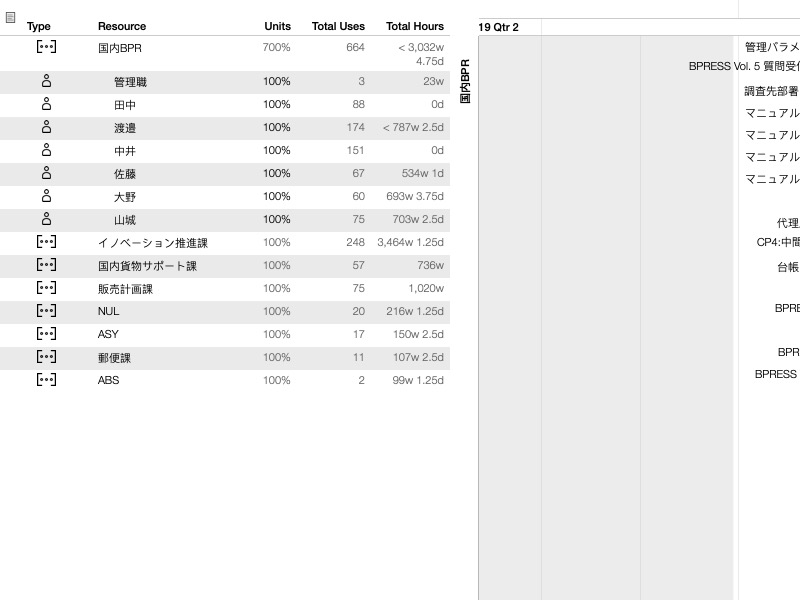 Type Resource Units Total Uses Total Hours
国内BPR 700% 664 < 3,032w
4.75d
管理職 100% 3 23w
田中 100% 88 0d
渡邉 100% 174 < 787w 2.5d
中井 100% 151 0d
佐藤 100% 67 534w 1d
大野 100% 60 693w 3.75d
山城 100% 75 703w 2.5d
イノベーション推進課 100% 248 3,464w 1.25d
国内貨物サポート課 100% 57 736w
販売計画課 100% 75 1,020w
NUL 100% 20 216w 1.25d
ASY 100% 17 150w 2.5d
郵便課 100% 11 107w 2.5d
ABS 100% 2 99w 1.25d
19 Qtr 2
国内BPR
管理パラメ
BPRESS Vol. 5 質問受付
調査先部署
マニュアル
マニュアル
マニュアル
マニュアル
代理
CP4:中間
台帳
BPRE
BPR
BPRESS